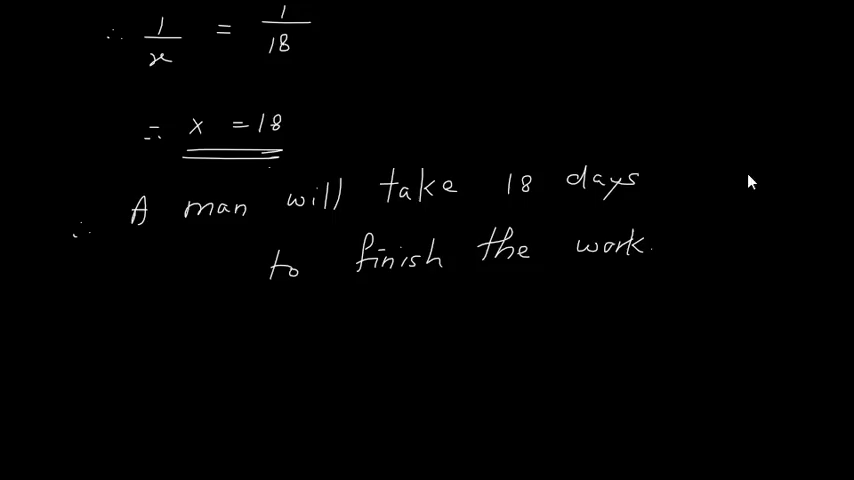 ∴ 1/x = 1/18
∴ x = 18
∴ A man will take 18 days
to finish the work.